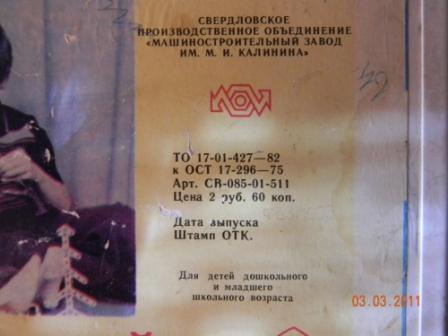 СВЕРДЛОВСКОЕ
ПРОИЗВОДСТВЕННОЕ ОБЪЕДИНЕНИЕ
«МАШИНОСТРОИТЕЛЬНЫЙ ЗАВОД
ИМ. М. И. КАЛИНИНА»
ТО 17-01-427—82
к ОСТ 17-296—75
Арт. СВ-085-01-511
Цена 2 руб. 60 коп.
Дата выпуска
Штамп ОТК.
Для детей дошкольного
и младшего
школьного возраста
03.03.2011